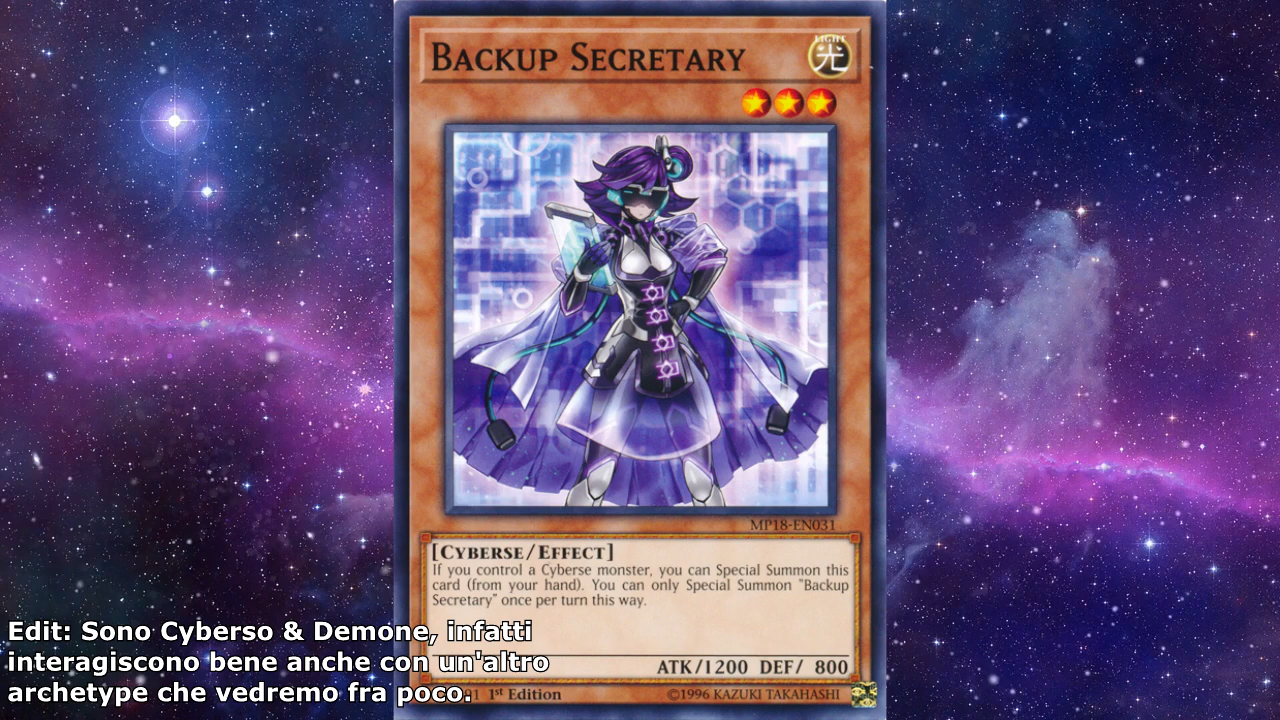 BACKUP SECRETARY
LIGHT
光
MP18-EN031
[CYBERSE/EFFECT]
If you control a Cyberse monster, you can Special Summon this
card (from your hand). You can only Special Summon "Backup
Secretary" once per turn this way.
ATK/1200 DEF/ 800
1st Edition
©1996 KAZUKI TAKAHASHI
Edit: Sono Cyberso & Demone, infatti
interagiscono bene anche con un'altro
archetype che vedremo fra poco.